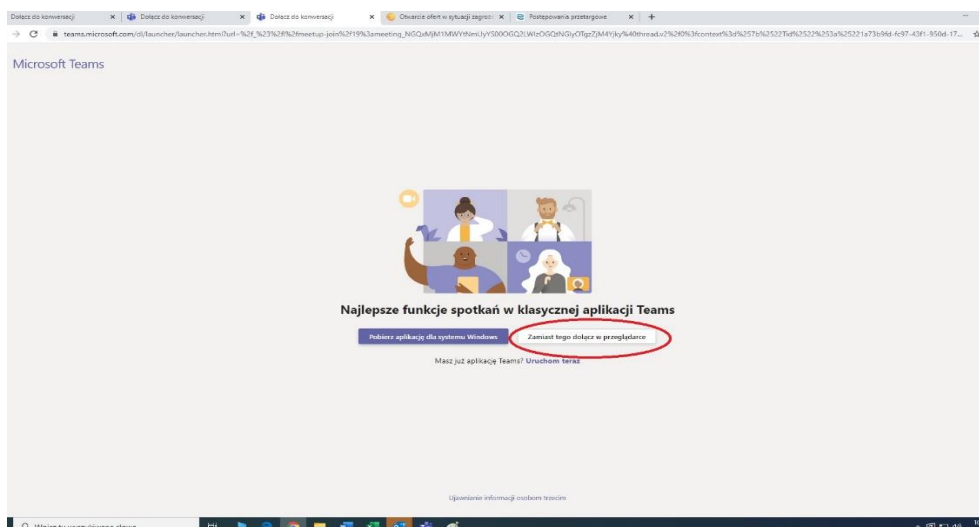 Dołącz do konwersacji
Dołącz do konwersacji
Dołącz do konwersacji
Otwarcie ofert w sytuacji zagroż
Postępowania przetargowe
Microsoft Teams
Najlepsze funkcje spotkań w klasycznej aplikacji Teams
Pobierz aplikację dla systemu Windows
Zamiast tego dołącz w przeglądarce
Masz już aplikację Teams? Uruchom teraz
Ujawnianie informacji osobom trzecim